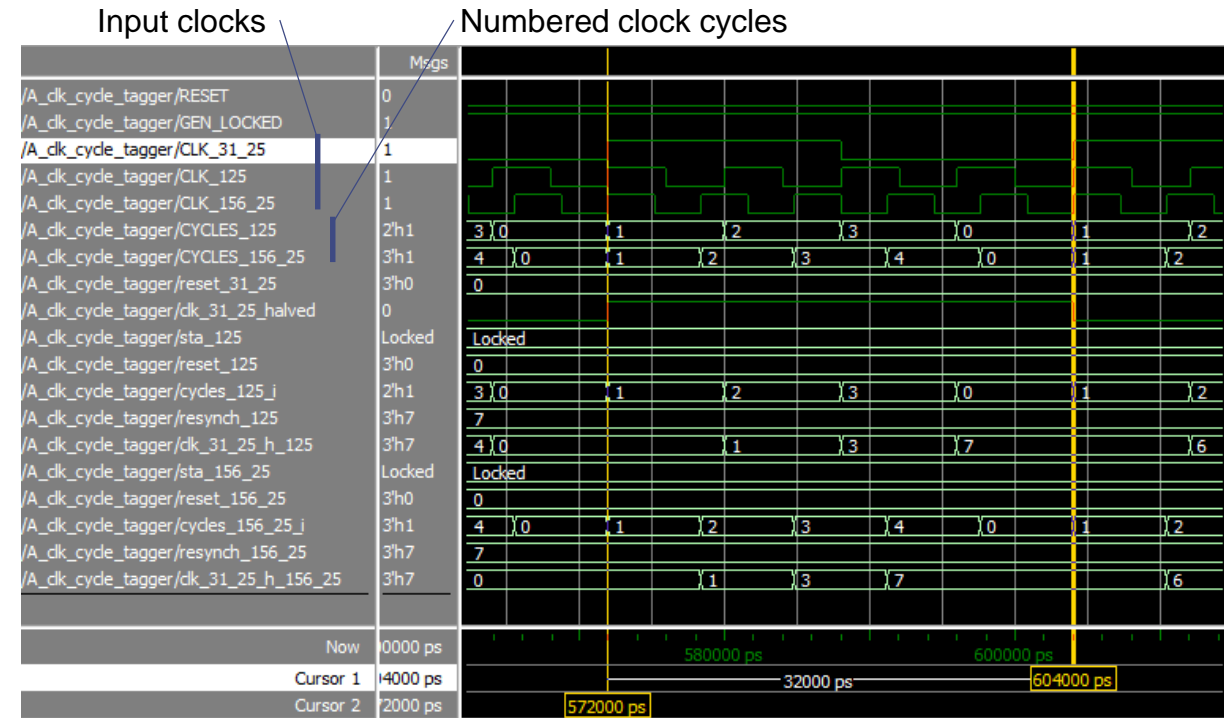 Input clocks Numbered clock cycles
Msgs
/A_clk_cycle_tagger/RESET 0
/A_clk_cycle_tagger/GEN_LOCKED 1
/A_clk_cycle_tagger/CLK_31_25 1
/A_clk_cycle_tagger/CLK_125 1
/A_clk_cycle_tagger/CLK_156_25 1
/A_clk_cycle_tagger/CYCLES_125 2'h1 3 0 1 2 3 0 1 2
/A_clk_cycle_tagger/CYCLES_156_25 3'h1 4 0 1 2 3 4 0 1 2
/A_clk_cycle_tagger/reset_31_25 3'h0 0
/A_clk_cycle_tagger/clk_31_25_halved 0
/A_clk_cycle_tagger/sta_125 Locked Locked
/A_clk_cycle_tagger/reset_125 3'h0 0
/A_clk_cycle_tagger/cycles_125_i 2'h1 3 0 1 2 3 0 1 2
/A_clk_cycle_tagger/resynch_125 3'h7 7
/A_clk_cycle_tagger/clk_31_25_h_125 3'h7 4 0 1 3 7 6
/A_clk_cycle_tagger/sta_156_25 Locked Locked
/A_clk_cycle_tagger/reset_156_25 3'h0 0
/A_clk_cycle_tagger/cycles_156_25_i 3'h1 4 0 1 2 3 4 0 1 2
/A_clk_cycle_tagger/resynch_156_25 3'h7 7
/A_clk_cycle_tagger/clk_31_25_h_156_25 3'h7 0 1 3 7 6
Now 0000 ps 580000 ps 600000 ps
Cursor 1 4000 ps 32000 ps 604000 ps
Cursor 2 2000 ps 572000 ps